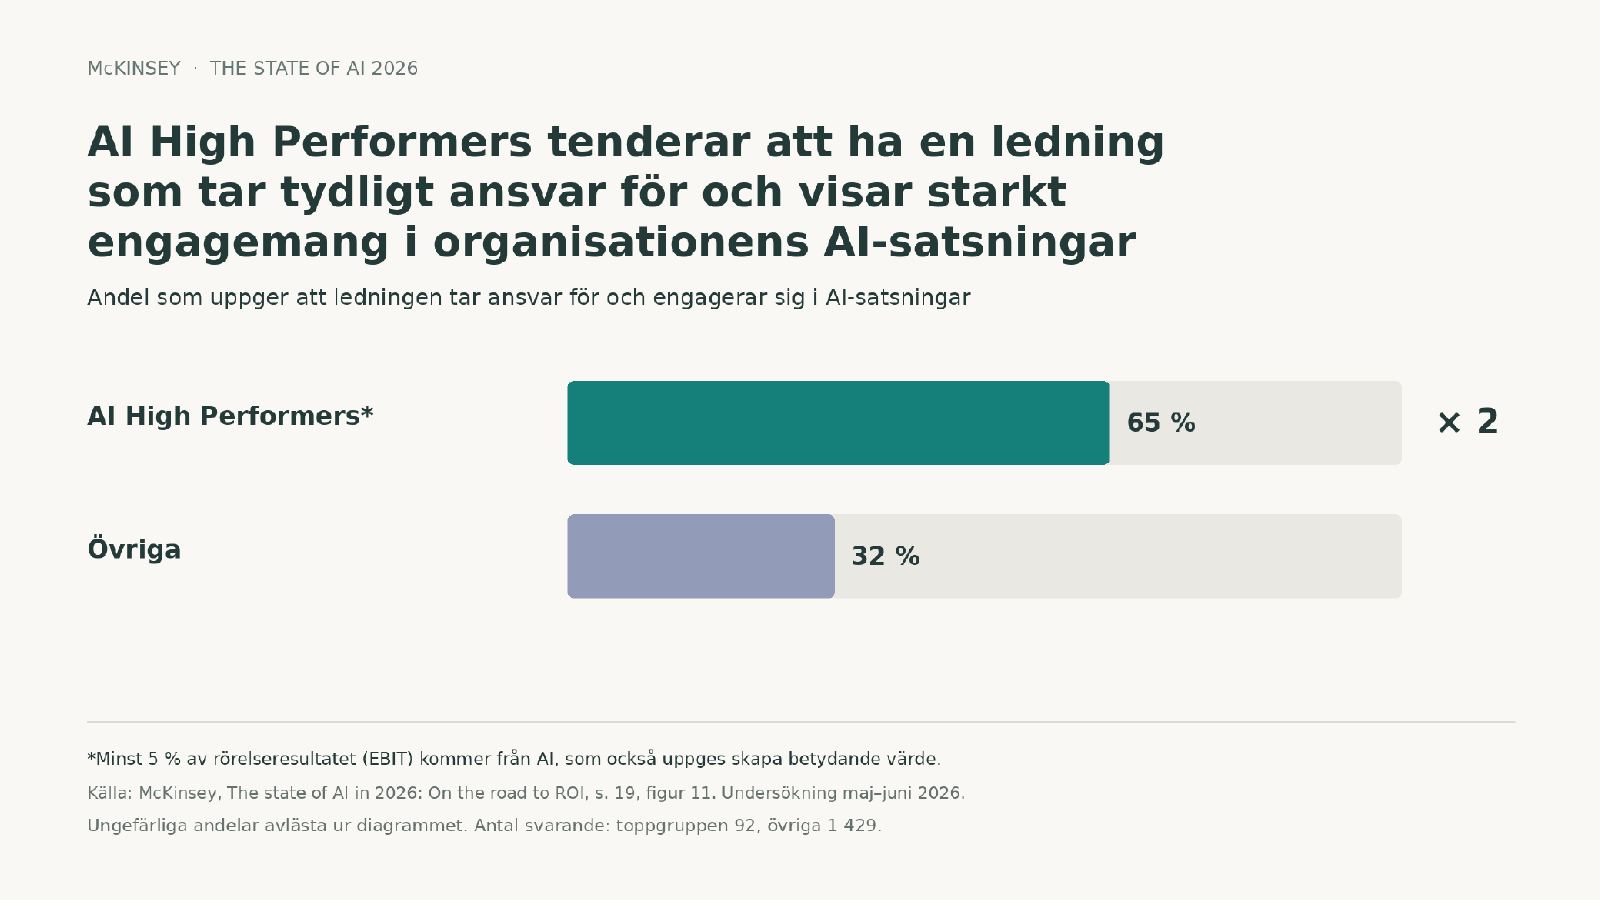 McKINSEY · THE STATE OF AI 2026
AI High Performers tenderar att ha en ledning
som tar tydligt ansvar för och visar starkt
engagemang i organisationens AI-satsningar
Andel som uppger att ledningen tar ansvar för och engagerar sig i AI-satsningar
AI High Performers*
65 %
× 2
Övriga
32 %
*Minst 5 % av rörelseresultatet (EBIT) kommer från AI, som också uppges skapa betydande värde.
Källa: McKinsey, The state of AI in 2026: On the road to ROI, s. 19, figur 11. Undersökning maj–juni 2026.
Ungefärliga andelar avlästa ur diagrammet. Antal svarande: toppgruppen 92, övriga 1 429.